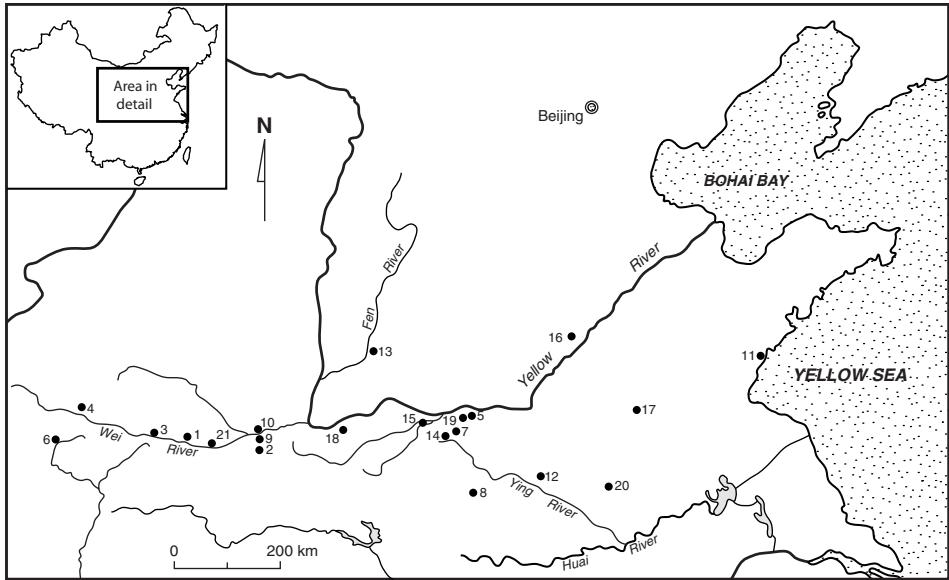 Area in
detail
N
Beijing
BOHAI BAY
River
Fen
River
Yellow
YELLOW SEA
16
13
11
4
Wei
River
3
1
21
10
9
2
6
18
15
19
5
14
7
17
8
12
20
Ying
River
Huai
River
0
200 km